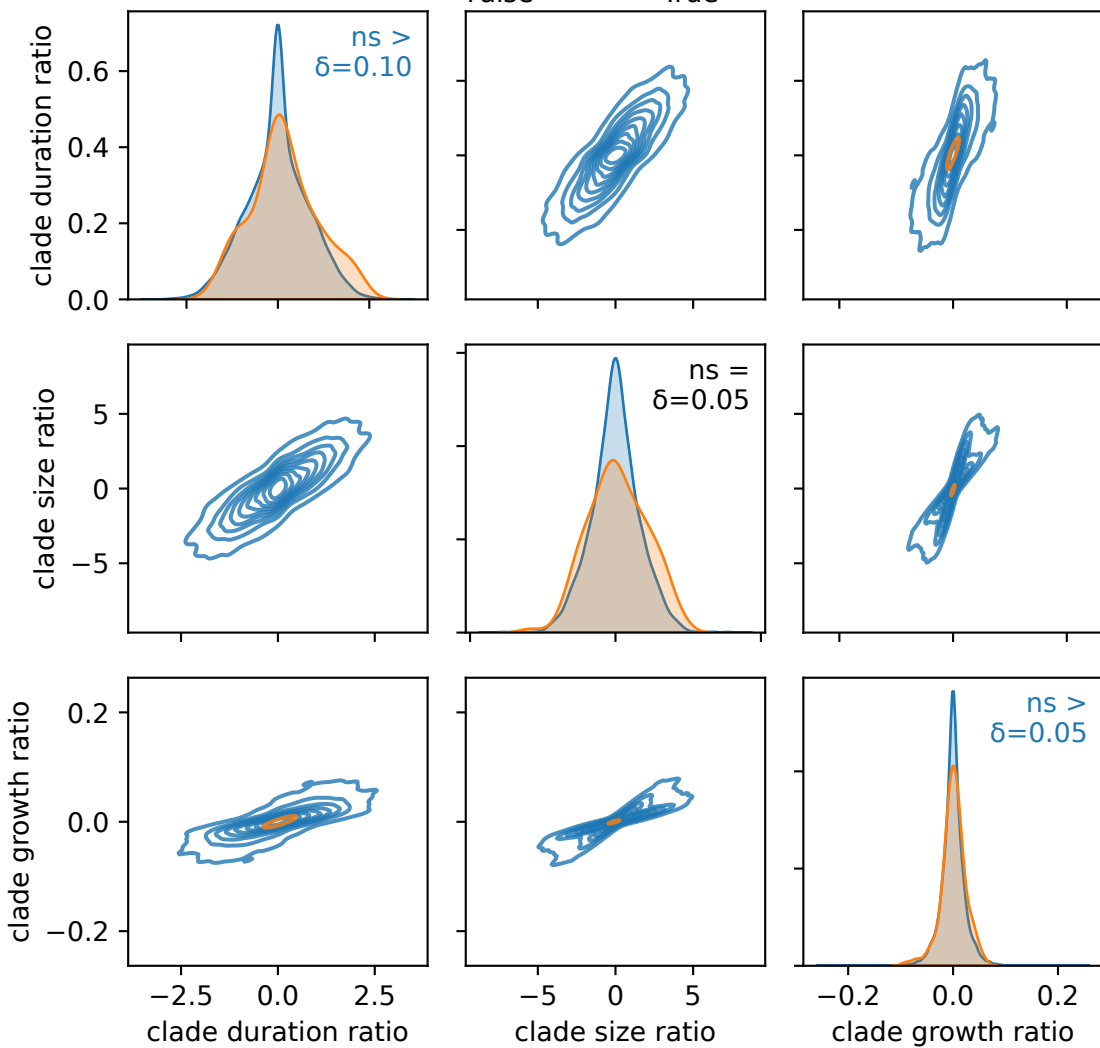 True
clade duration ratio
0.6
0.4
0.2
0.0
ns >
δ=0.10
clade size ratio
5
0
−5
ns =
δ=0.05
clade growth ratio
0.2
0.0
−0.2
ns >
δ=0.05
−2.5 0.0 2.5
clade duration ratio
−5 0 5
clade size ratio
−0.2 0.0 0.2
clade growth ratio